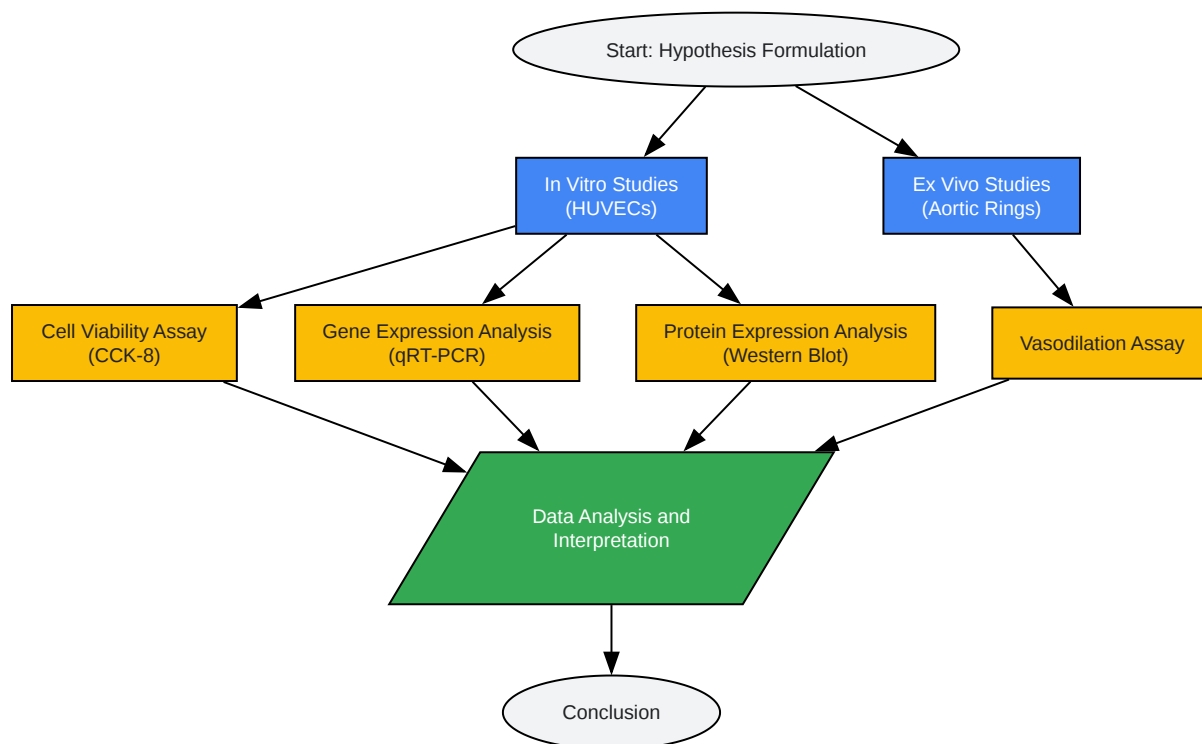 Start: Hypothesis Formulation
In Vitro Studies
(HUVECs)
Ex Vivo Studies
(Aortic Rings)
Cell Viability Assay
(CCK-8)
Gene Expression Analysis
(qRT-PCR)
Protein Expression Analysis
(Western Blot)
Vasodilation Assay
Data Analysis and
Interpretation
Conclusion